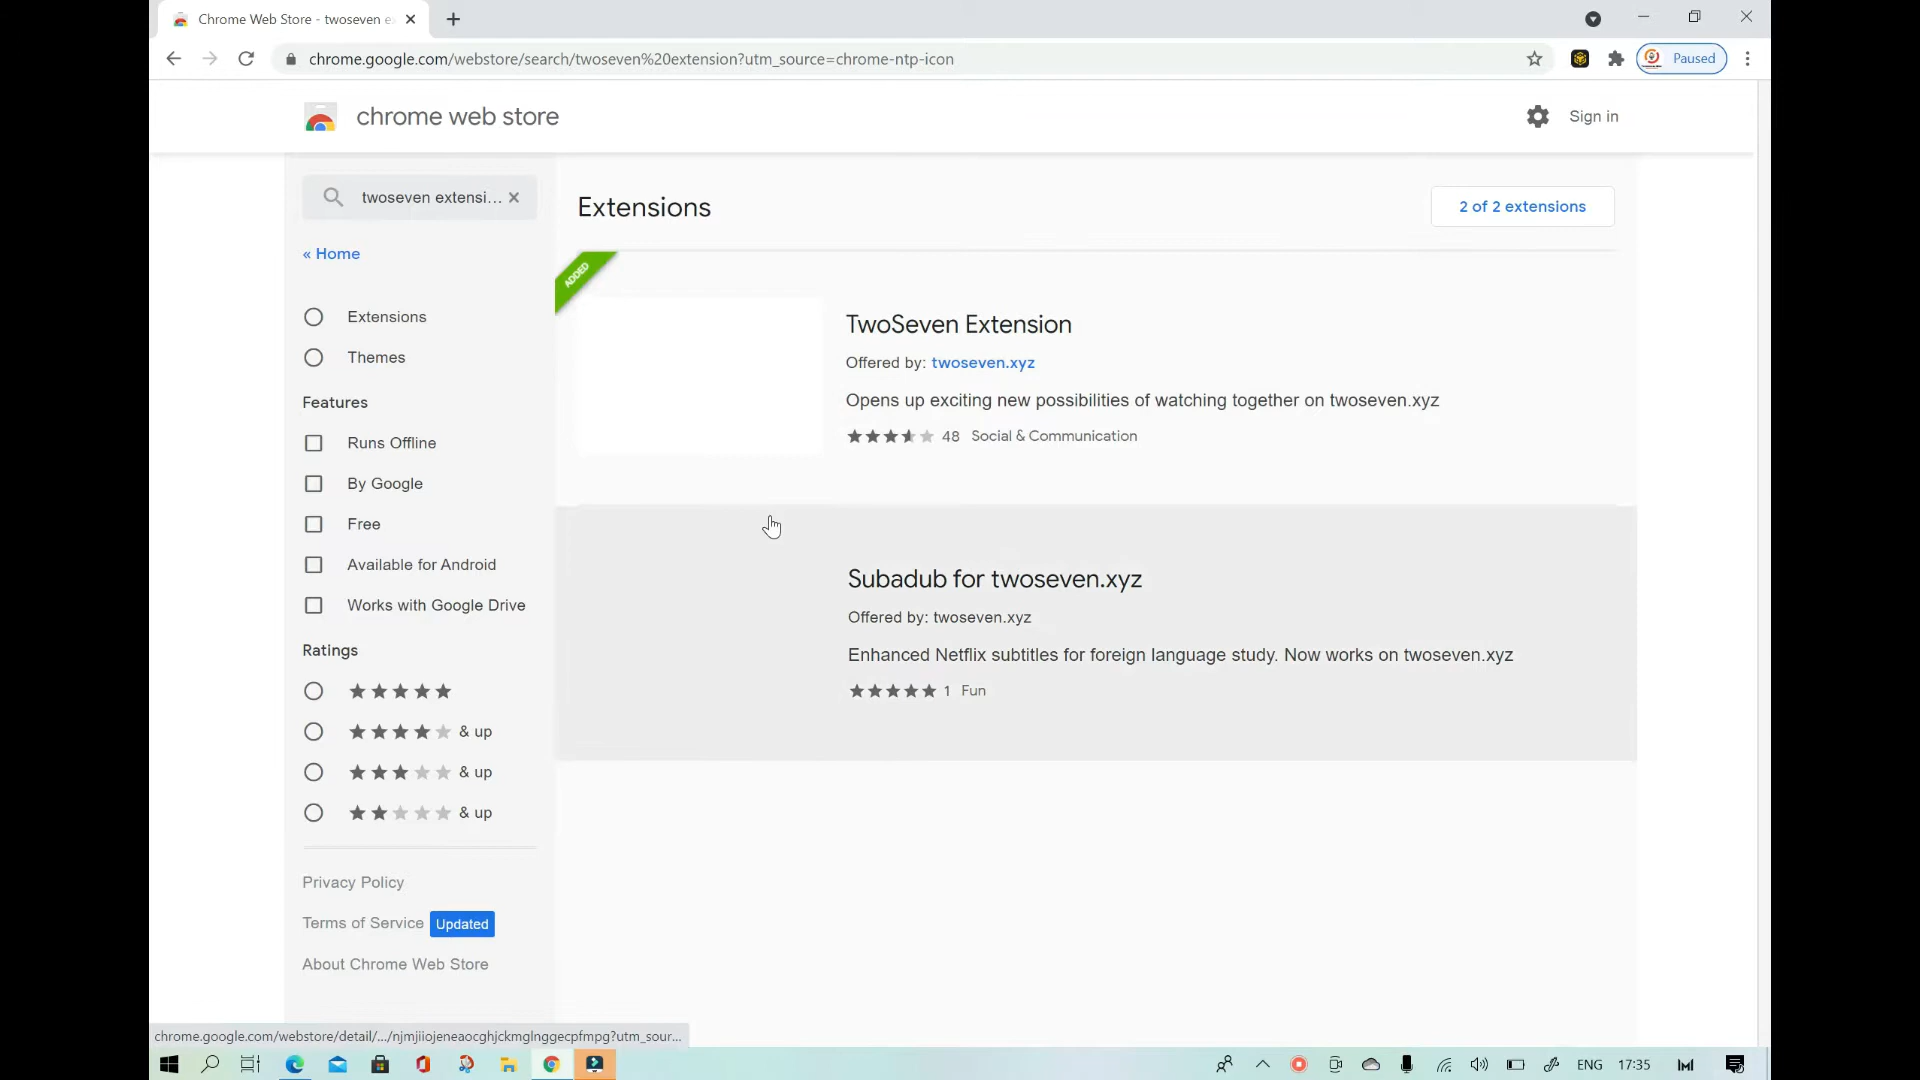 Chrome Web Store - twoseven e
chrome.google.com/webstore/search/twoseven%20extension?utm_source=chrome-ntp-icon
Paused
chrome web store
Sign in
twoseven extensi...
Extensions
2 of 2 extensions
« Home
ADDED
Extensions
Themes
TwoSeven Extension
Offered by: twoseven.xyz
Opens up exciting new possibilities of watching together on twoseven.xyz
48 Social & Communication
Features
Runs Offline
By Google
Free
Available for Android
Works with Google Drive
Subadub for twoseven.xyz
Offered by: twoseven.xyz
Enhanced Netflix subtitles for foreign language study. Now works on twoseven.xyz
1 Fun
Ratings
& up
& up
& up
Privacy Policy
Terms of Service Updated
About Chrome Web Store
chrome.google.com/webstore/detail/.../njmjiiojeneaocghjckmglnggecpfmpg?utm_sour...
ENG 17:35